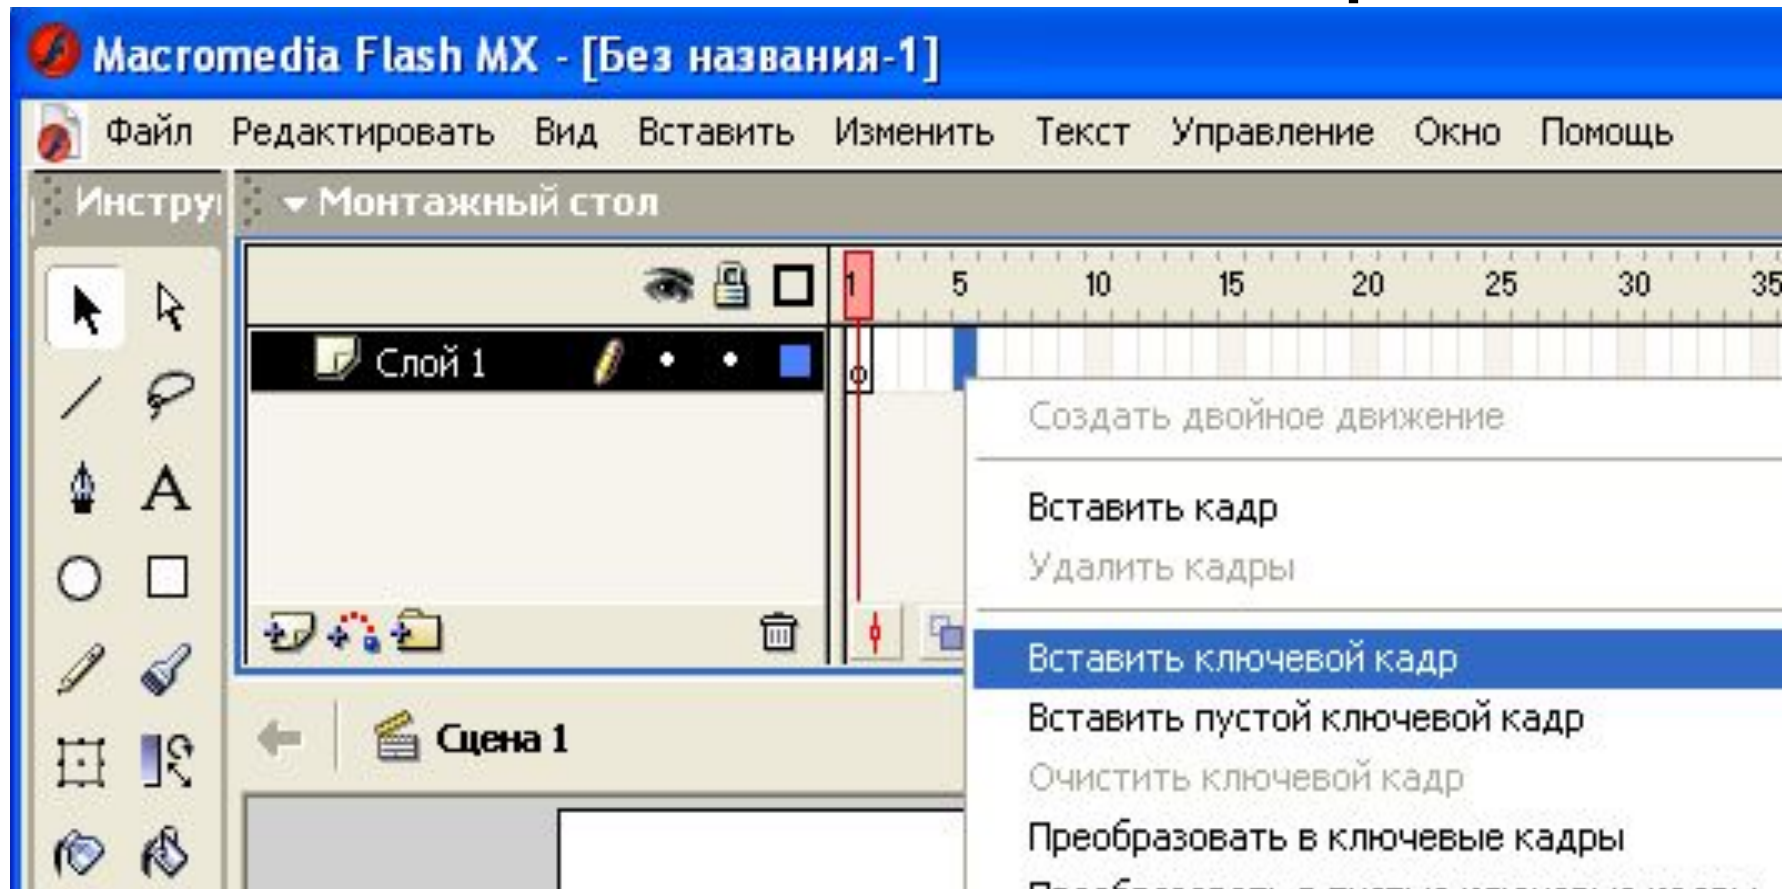 Macromedia Flash MX - [Без названия-1]
Файл Редактировать Вид Вставить Изменить Текст Управление Окно Помощь
Инстру
Монтажный стол
1 5 10 15 20 25 30 35
Слой 1
Создать двойное движение
Вставить кадр
Удалить кадры
Вставить ключевой кадр
Вставить пустой ключевой кадр
Очистить ключевой кадр
Преобразовать в ключевые кадры
Сцена 1
A